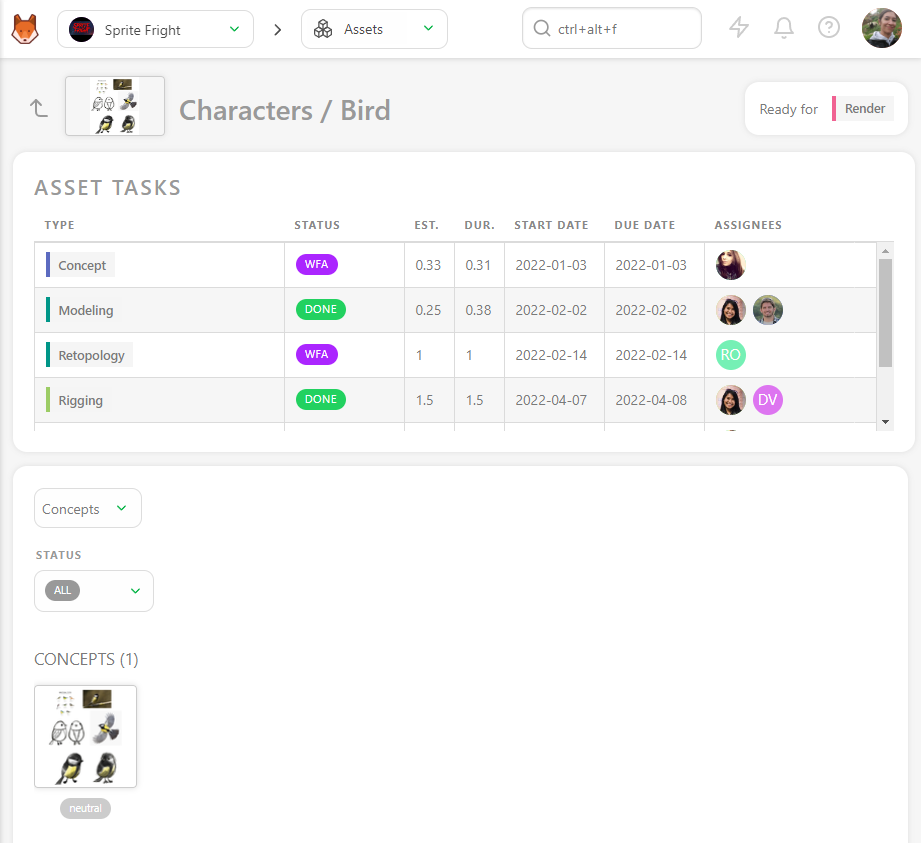 Sprite Fright Assets ctrl+alt+f
Characters / Bird
Ready for Render
ASSET TASKS
TYPE STATUS EST. DUR. START DATE DUE DATE ASSIGNEES
Concept WFA 0.33 0.31 2022-01-03 2022-01-03
Modeling DONE 0.25 0.38 2022-02-02 2022-02-02
Retopology WFA 1 1 2022-02-14 2022-02-14 RO
Rigging DONE 1.5 1.5 2022-04-07 2022-04-08 DV
Concepts
STATUS
ALL
CONCEPTS (1)
neutral